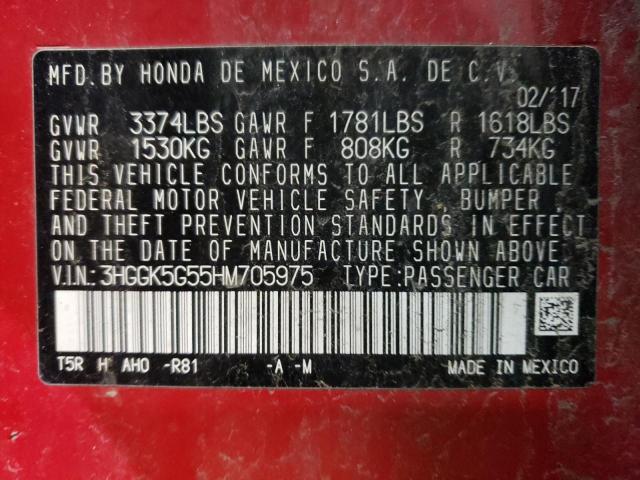 MFD. BY HONDA DE MEXICO S.A. DE C.V.
02/'17
GVWR 3374LBS GAWR F 1781LBS R 1618LBS
GVWR 1530KG GAWR F 808KG R 734KG
THIS VEHICLE CONFORMS TO ALL APPLICABLE
FEDERAL MOTOR VEHICLE SAFETY, BUMPER,
AND THEFT PREVENTION STANDARDS IN EFFECT
ON THE DATE OF MANUFACTURE SHOWN ABOVE.
V.I.N.: 3HGGK5G55HM705975 TYPE:PASSENGER CAR
T5R H AHO -R81 -A -M MADE IN MEXICO